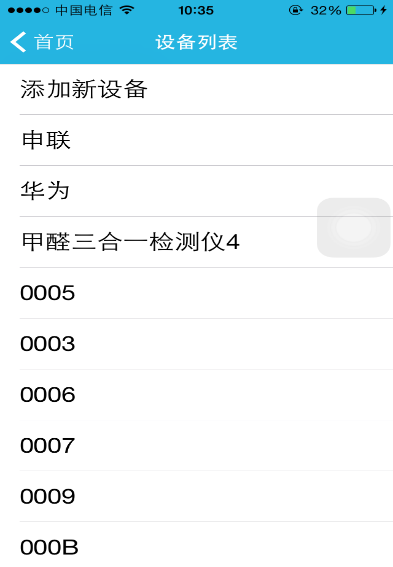 中国电信 10:35 32%
首页 设备列表
添加新设备
申联
华为
甲醛三合一检测仪4
0005
0003
0006
0007
0009
000B